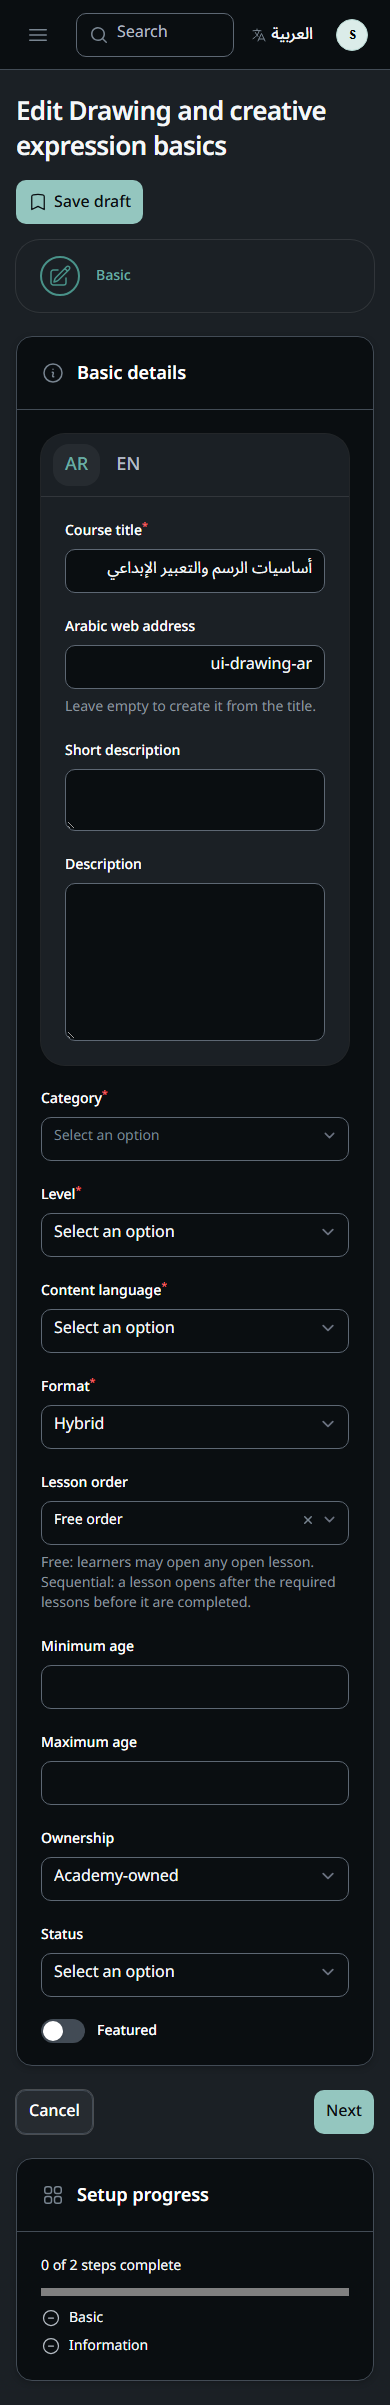 Search
العربية
S
Edit Drawing and creative
expression basics
Save draft
Basic
Basic details
AR EN
Course title*
أساسيات الرسم والتعبير الإبداعي
Arabic web address
ui-drawing-ar
Leave empty to create it from the title.
Short description
Description
Category*
Select an option
Level*
Select an option
Content language*
Select an option
Format*
Hybrid
Lesson order
Free order
Free: learners may open any open lesson.
Sequential: a lesson opens after the required
lessons before it are completed.
Minimum age
Maximum age
Ownership
Academy-owned
Status
Select an option
Featured
Cancel
Next
Setup progress
0 of 2 steps complete
Basic
Information